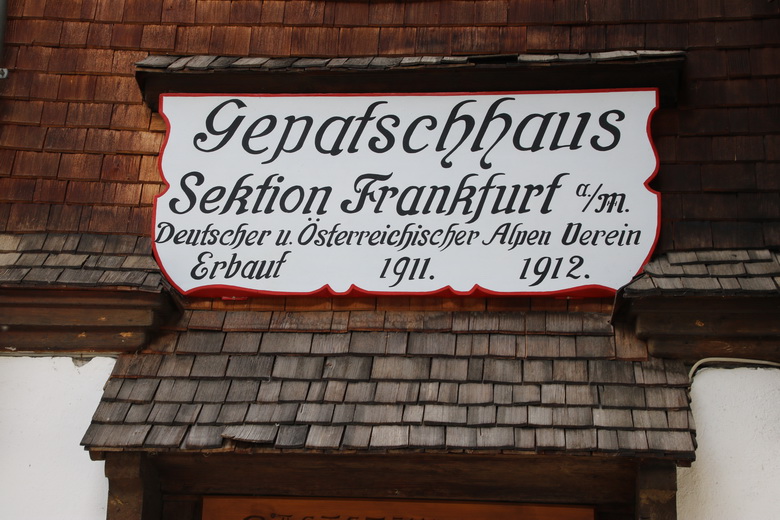 Gepatschhaus
Sektion Frankfurt a/M.
Deutscher u. Österreichischer Alpen Verein
Erbaut 1911. 1912.